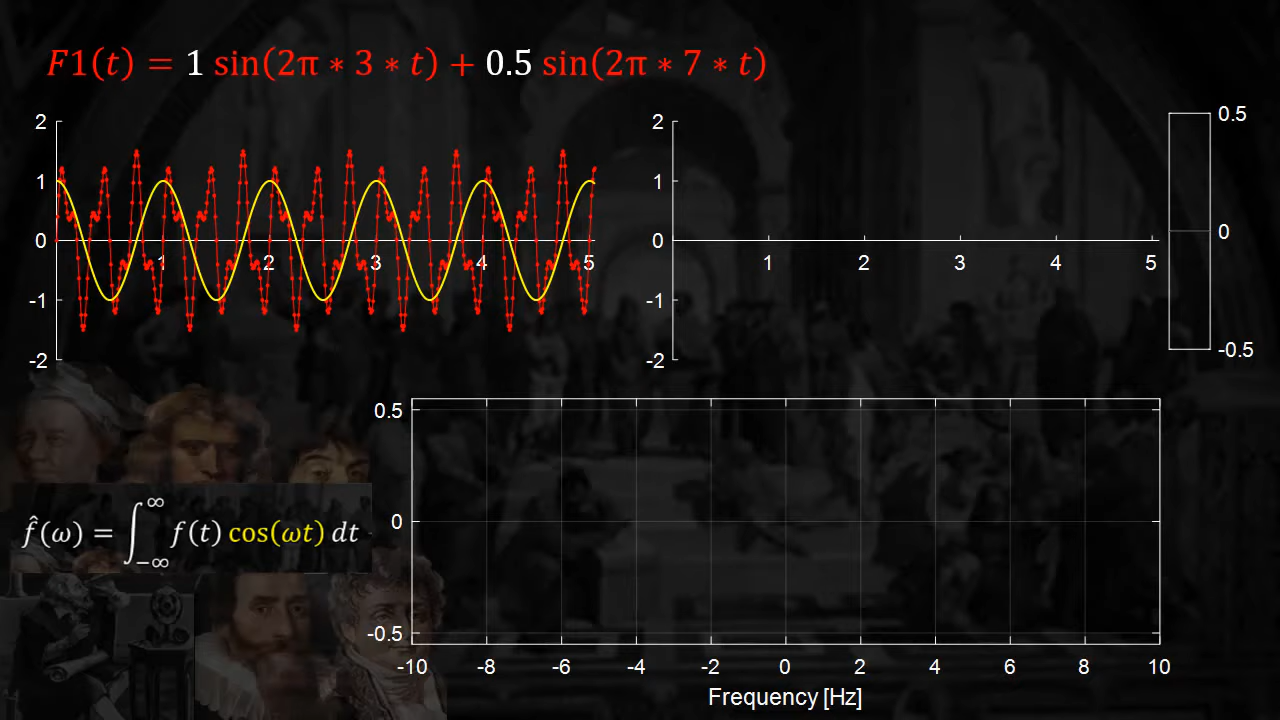 F1(t) = 1 sin(2π ∗ 3 ∗ t) + 0.5 sin(2π ∗ 7 ∗ t)
2
1
0
-1
-2
1 2 3 4 5
2
1
0
-1
-2
1 2 3 4 5
0.5
0
-0.5
f̂(ω) = ∫_{-∞}^{∞} f(t) cos(ωt) dt
0.5
0
-0.5
-10 -8 -6 -4 -2 0 2 4 6 8 10
Frequency [Hz]